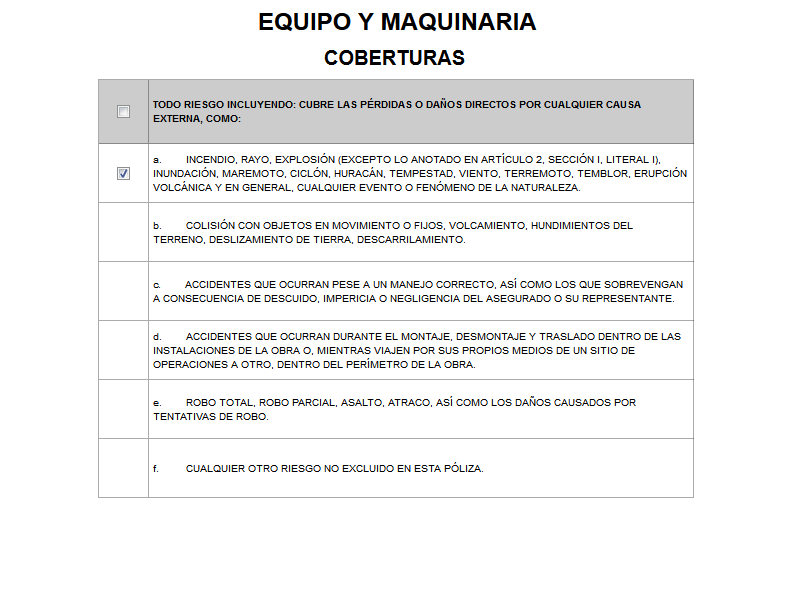 EQUIPO Y MAQUINARIA
COBERTURAS
TODO RIESGO INCLUYENDO: CUBRE LAS PÉRDIDAS O DAÑOS DIRECTOS POR CUALQUIER CAUSA
EXTERNA, COMO:
a. INCENDIO, RAYO, EXPLOSIÓN (EXCEPTO LO ANOTADO EN ARTÍCULO 2, SECCIÓN I, LITERAL I),
INUNDACIÓN, MAREMOTO, CICLÓN, HURACÁN, TEMPESTAD, VIENTO, TERREMOTO, TEMBLOR, ERUPCIÓN
VOLCÁNICA Y EN GENERAL, CUALQUIER EVENTO O FENÓMENO DE LA NATURALEZA.
b. COLISIÓN CON OBJETOS EN MOVIMIENTO O FIJOS, VOLCAMIENTO, HUNDIMIENTOS DEL
TERRENO, DESLIZAMIENTO DE TIERRA, DESCARRILAMIENTO.
c. ACCIDENTES QUE OCURRAN PESE A UN MANEJO CORRECTO, ASÍ COMO LOS QUE SOBREVENGAN
A CONSECUENCIA DE DESCUIDO, IMPERICIA O NEGLIGENCIA DEL ASEGURADO O SU REPRESENTANTE.
d. ACCIDENTES QUE OCURRAN DURANTE EL MONTAJE, DESMONTAJE Y TRASLADO DENTRO DE LAS
INSTALACIONES DE LA OBRA O, MIENTRAS VIAJEN POR SUS PROPIOS MEDIOS DE UN SITIO DE
OPERACIONES A OTRO, DENTRO DEL PERÍMETRO DE LA OBRA.
e. ROBO TOTAL, ROBO PARCIAL, ASALTO, ATRACO, ASÍ COMO LOS DAÑOS CAUSADOS POR
TENTATIVAS DE ROBO.
f. CUALQUIER OTRO RIESGO NO EXCLUIDO EN ESTA PÓLIZA.